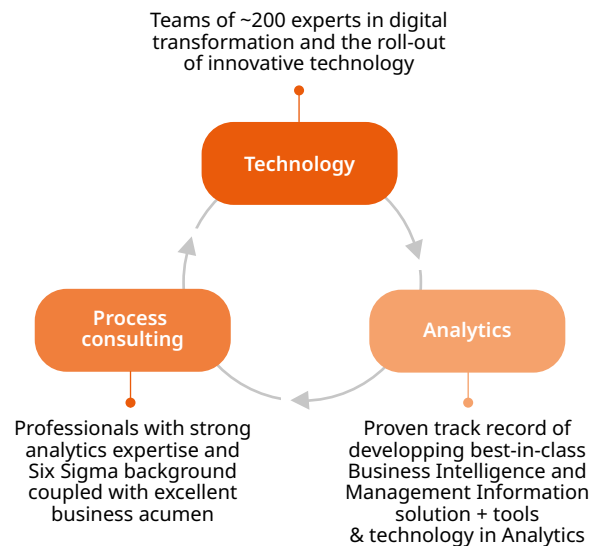 Teams of ~200 experts in digital
transformation and the roll-out
of innovative technology
Technology
Process
consulting
Analytics
Professionals with strong
analytics expertise and
Six Sigma background
coupled with excellent
business acumen
Proven track record of
developping best-in-class
Business Intelligence and
Management Information
solution + tools
& technology in Analytics